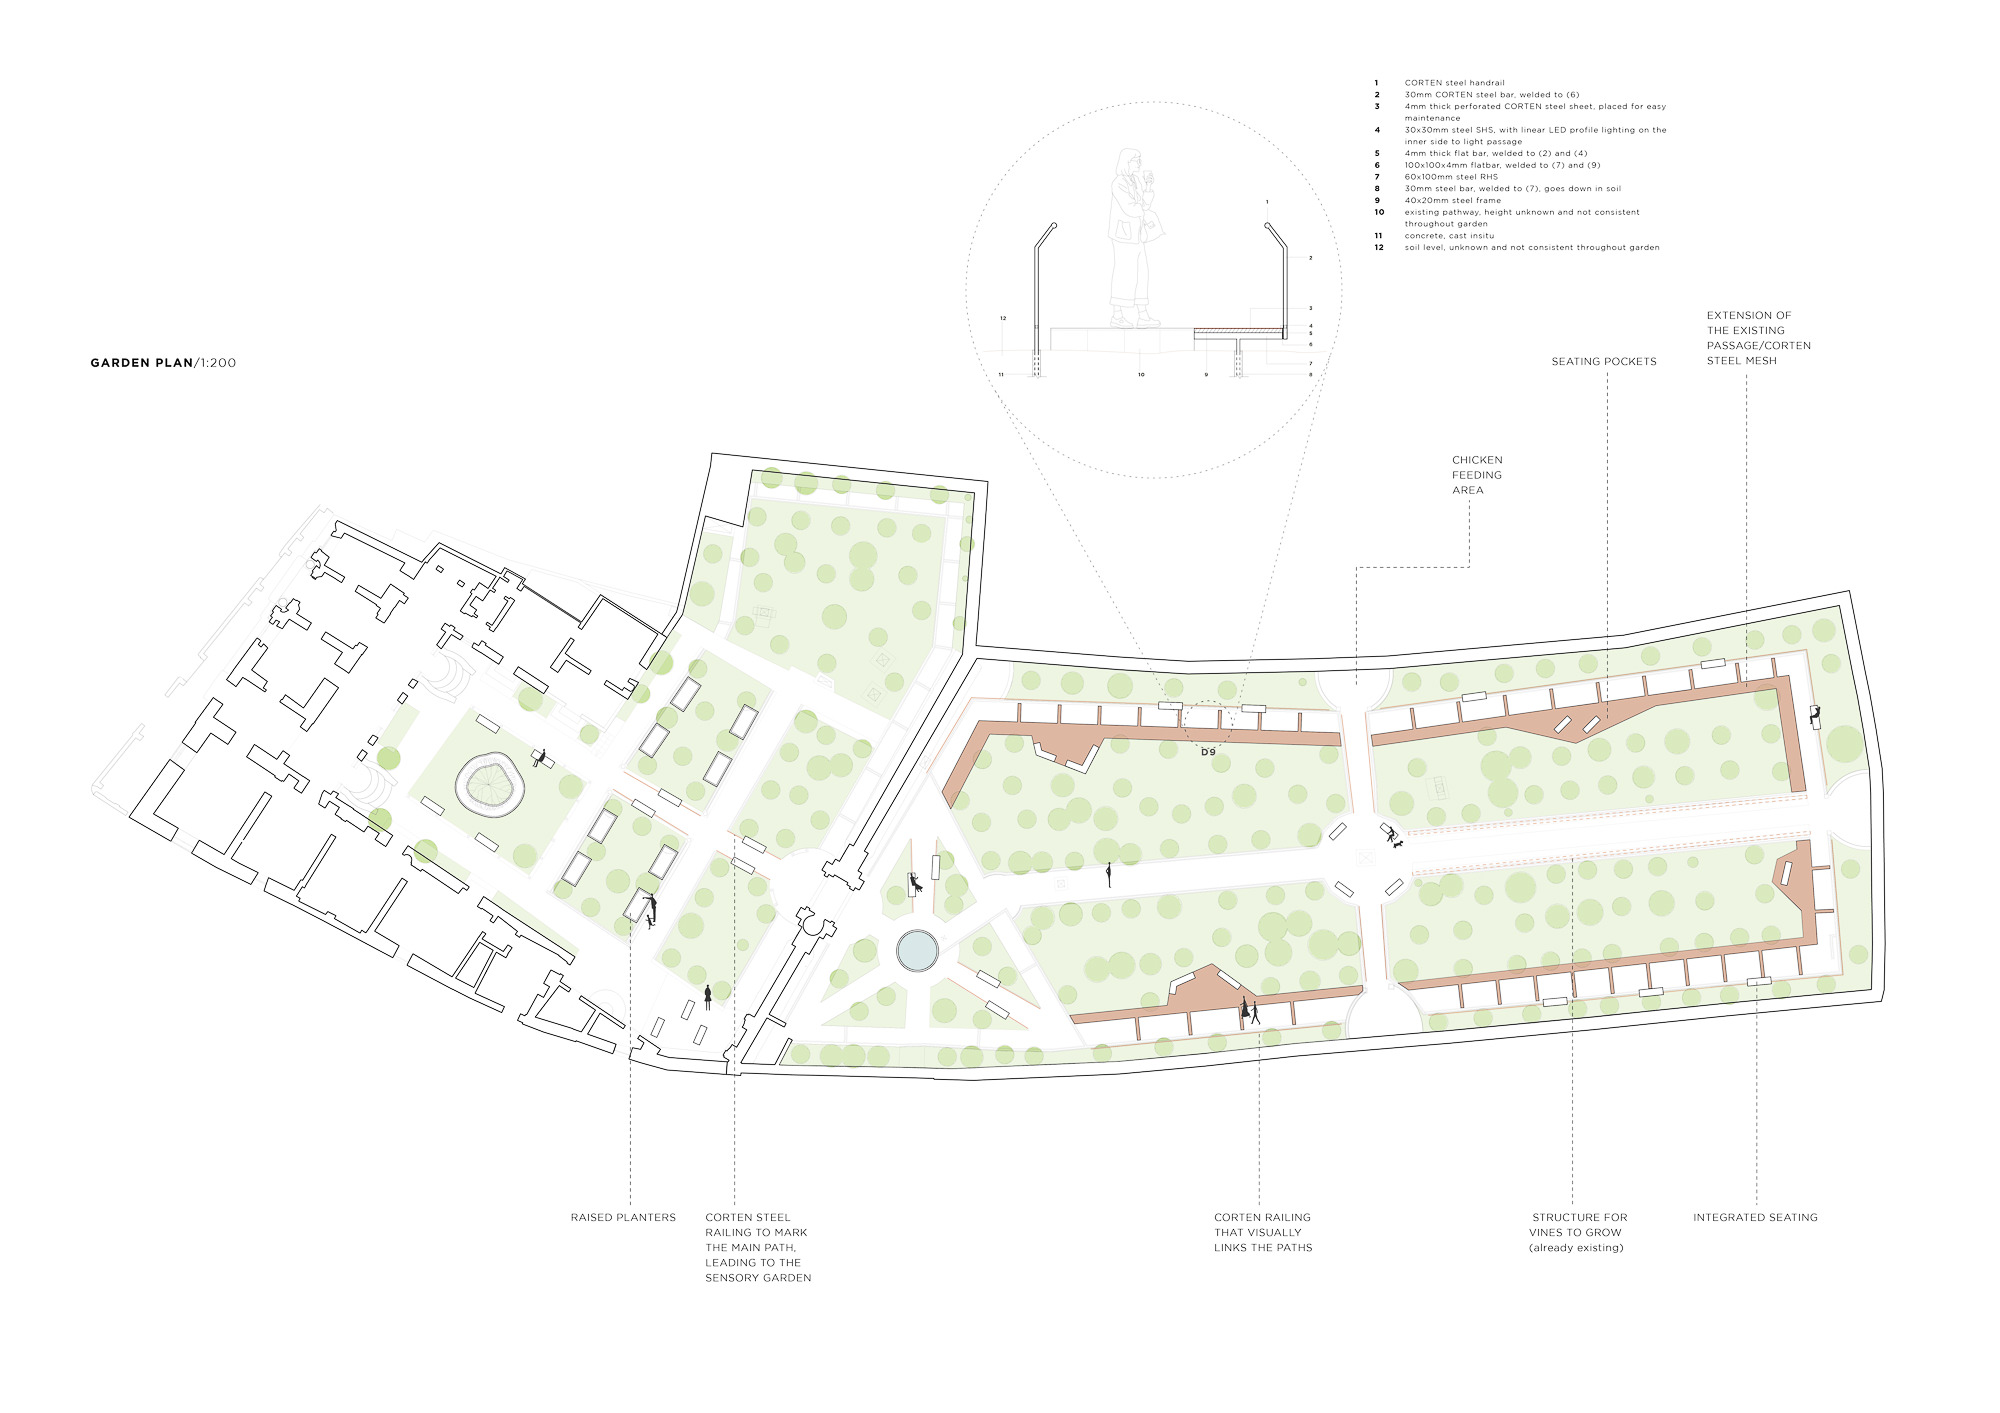 1 CORTEN steel handrail
2 30mm CORTEN steel bar, welded to (6)
3 4mm thick perforated CORTEN steel sheet, placed for easy
maintenance
4 30x30mm steel SHS, with linear LED profile lighting on the
inner side to light passage
5 4mm thick flat bar, welded to (2) and (4)
6 100x100x4mm flatbar, welded to (7) and (9)
7 60x100mm steel RHS
8 30mm steel bar, welded to (7), goes down in soil
9 40x20mm steel frame
10 existing pathway, height unknown and not consistent
throughout garden
11 concrete, cast insitu
12 soil level, unknown and not consistent throughout garden
1
2
3
12
4
5
6
7
11
10
9
8
GARDEN PLAN/1:200
EXTENSION OF
THE EXISTING
PASSAGE/CORTEN
STEEL MESH
SEATING POCKETS
CHICKEN
FEEDING
AREA
D9
RAISED PLANTERS
CORTEN STEEL
RAILING TO MARK
THE MAIN PATH,
LEADING TO THE
SENSORY GARDEN
CORTEN RAILING
THAT VISUALLY
LINKS THE PATHS
STRUCTURE FOR
VINES TO GROW
(already existing)
INTEGRATED SEATING